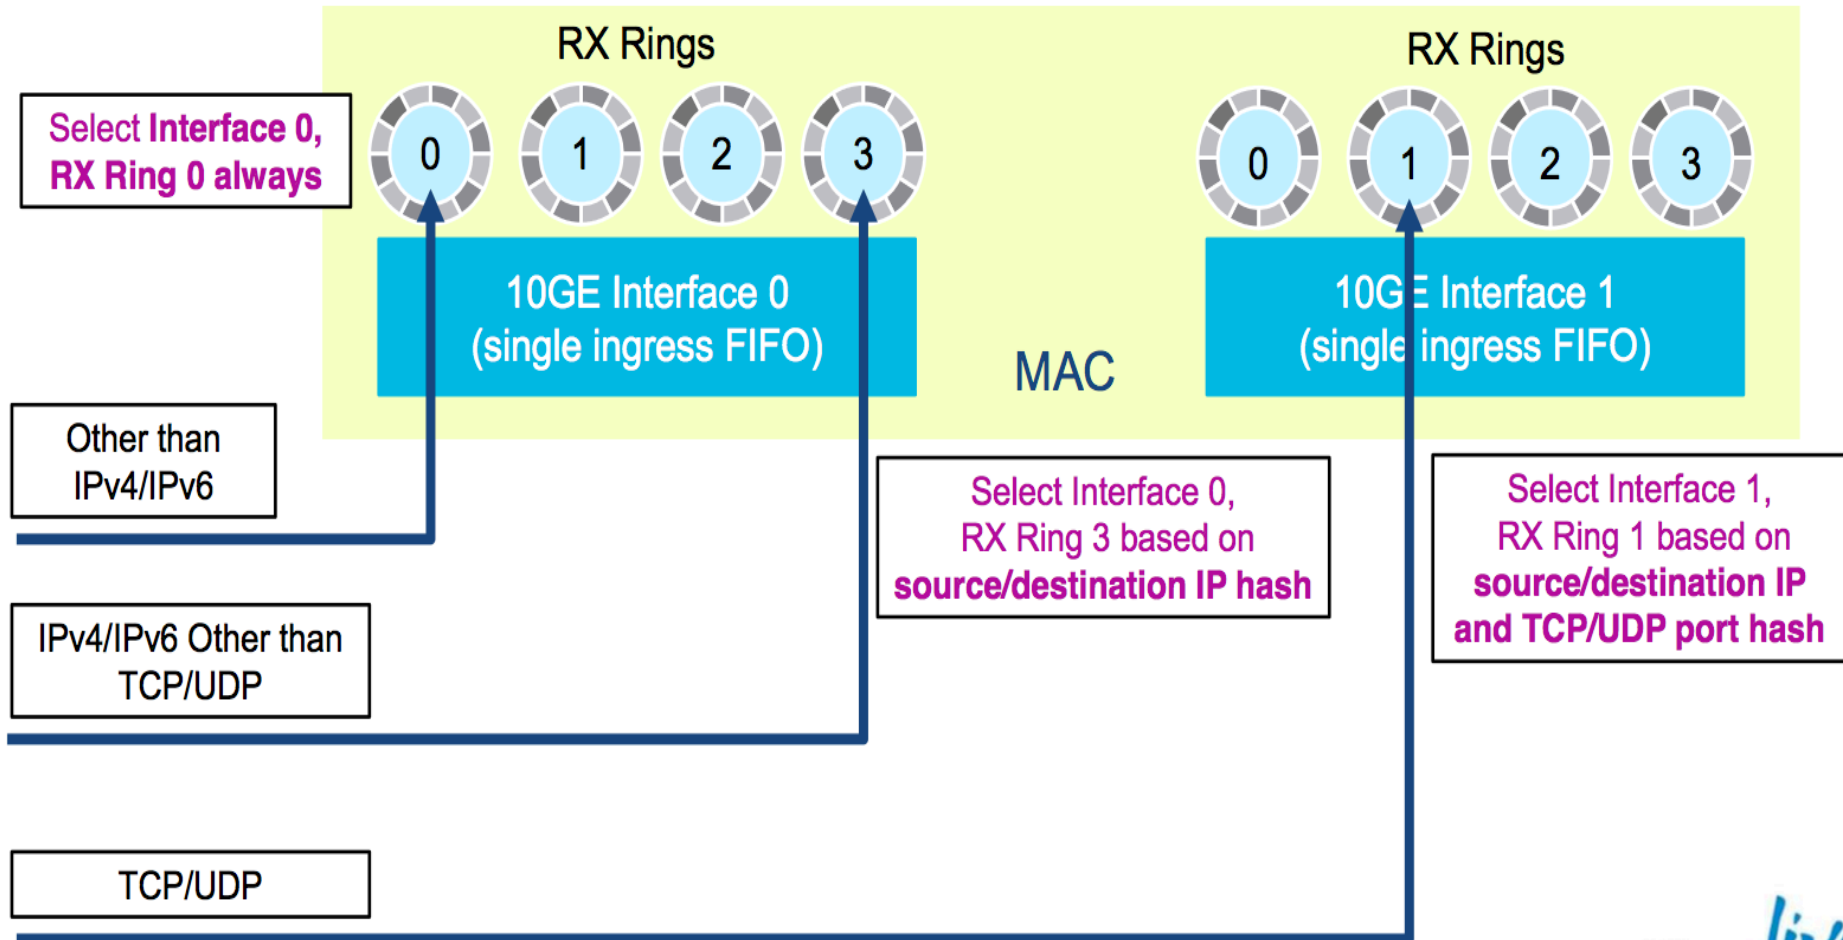 RX Rings
RX Rings
Select Interface 0,
RX Ring 0 always
0
1
2
3
0
1
2
3
10GE Interface 0
(single ingress FIFO)
10GE Interface 1
(single ingress FIFO)
MAC
Other than
IPv4/IPv6
Select Interface 0,
RX Ring 3 based on
source/destination IP hash
Select Interface 1,
RX Ring 1 based on
source/destination IP
and TCP/UDP port hash
IPv4/IPv6 Other than
TCP/UDP
TCP/UDP